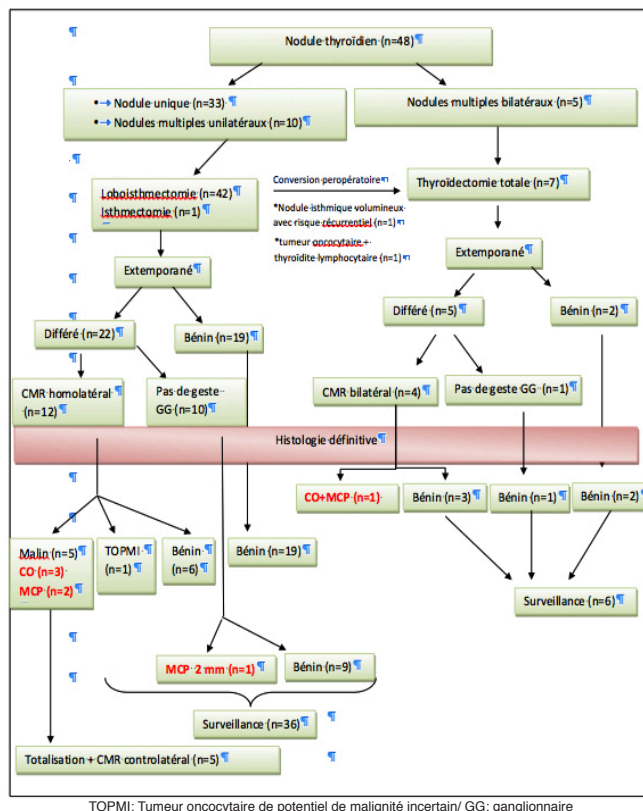 Nodule thyroïdien (n=48)
• Nodule unique (n=33)
• Nodules multiples unilatéraux (n=10)
Nodules multiples bilatéraux (n=5)
Loboisthmectomie (n=42)
Isthmectomie (n=1)
Conversion peropératoire
*Nodule isthmique volumineux
avec risque récurrentiel (n=1)
*tumeur oncocytaire +
thyroïdite lymphocytaire (n=1)
Thyroïdectomie totale (n=7)
Extemporané
Extemporané
Différé (n=22)
Bénin (n=19)
Différé (n=5)
Bénin (n=2)
CMR homolatéral
(n=12)
Pas de geste
GG (n=10)
CMR bilatéral (n=4)
Pas de geste GG (n=1)
Histologie définitive
CO+MCP (n=1)
Bénin (n=3)
Bénin (n=1)
Bénin (n=2)
Malin (n=5)
CO (n=3)
MCP (n=2)
TOPMI
(n=1)
Bénin
(n=6)
Bénin (n=19)
Surveillance (n=6)
MCP 2 mm (n=1)
Bénin (n=9)
Surveillance (n=36)
Totalisation + CMR controlatéral (n=5)
TOPMI: Tumeur oncocytaire de potentiel de malignité incertain/ GG: ganglionnaire